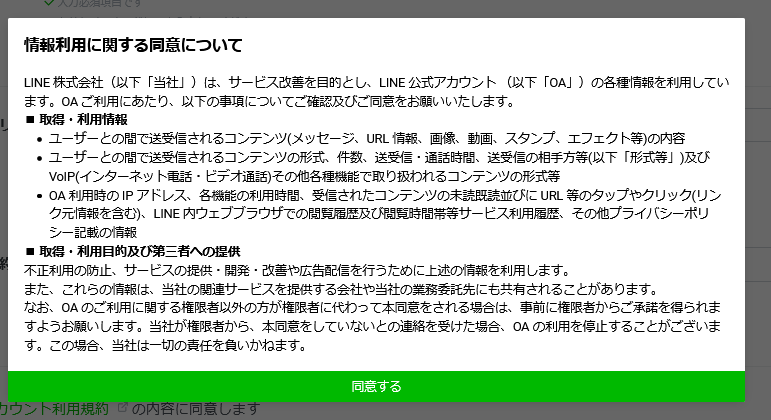 入力必須項目です
情報利用に関する同意について
LINE 株式会社（以下「当社」）は、サービス改善を目的とし、LINE 公式アカウント （以下「OA」）の各種情報を利用してい
ます。OA ご利用にあたり、以下の事項についてご確認及びご同意をお願いいたします。
■ 取得・利用情報
● ユーザーとの間で送受信されるコンテンツ(メッセージ、URL 情報、画像、動画、スタンプ、エフェクト等)の内容
● ユーザーとの間で送受信されるコンテンツの形式、件数、送受信・通話時間、送受信の相手方等(以下「形式等」)及び
VoIP(インターネット電話・ビデオ通話)その他各種機能で取り扱われるコンテンツの形式等
● OA 利用時の IP アドレス、各機能の利用時間、受信されたコンテンツの未読既読並びに URL 等のタップやクリック(リン
ク元情報を含む)、LINE 内ウェブブラウザでの閲覧履歴及び閲覧時間帯等サービス利用履歴、その他プライバシーポリ
シー記載の情報
■ 取得・利用目的及び第三者への提供
不正利用の防止、サービスの提供・開発・改善や広告配信を行うために上述の情報を利用します。
また、これらの情報は、当社の関連サービスを提供する会社や当社の業務委託先にも共有されることがあります。
なお、OA のご利用に関する権限者以外の方が権限者に代わって本同意をされる場合は、事前に権限者からご承諾を得られま
すようお願いします。当社が権限者から、本同意をしていないとの連絡を受けた場合、OA の利用を停止することがございま
す。この場合、当社は一切の責任を負いかねます。
同意する
カウント利用規約 の内容に同意します